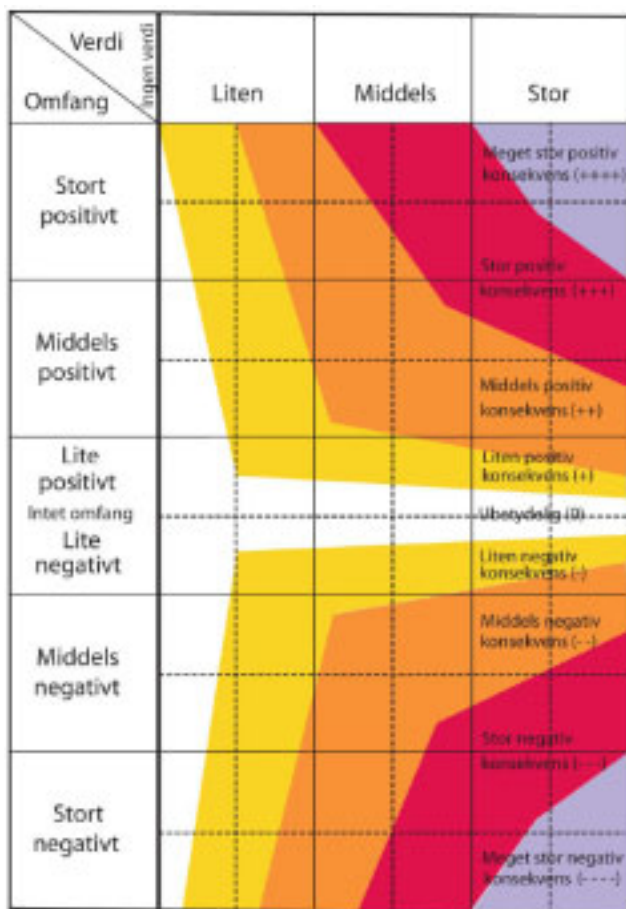 Verdi
Omfang
Ingen verdi
Liten
Middels
Stor
Stort
positivt
Meget stor positiv
konsekvens (++++)
Stor positiv
konsekvens (+++)
Middels
positivt
Middels positiv
konsekvens (++)
Lite
positivt
Liten positiv
konsekvens (+)
Intet omfang
Ubetydelig (0)
Lite
negativt
Liten negativ
konsekvens (-)
Middels
negativt
Middels negativ
konsekvens (- -)
Stor negativ
konsekvens (- - -)
Stort
negativt
Meget stor negativ
konsekvens (- - - -)